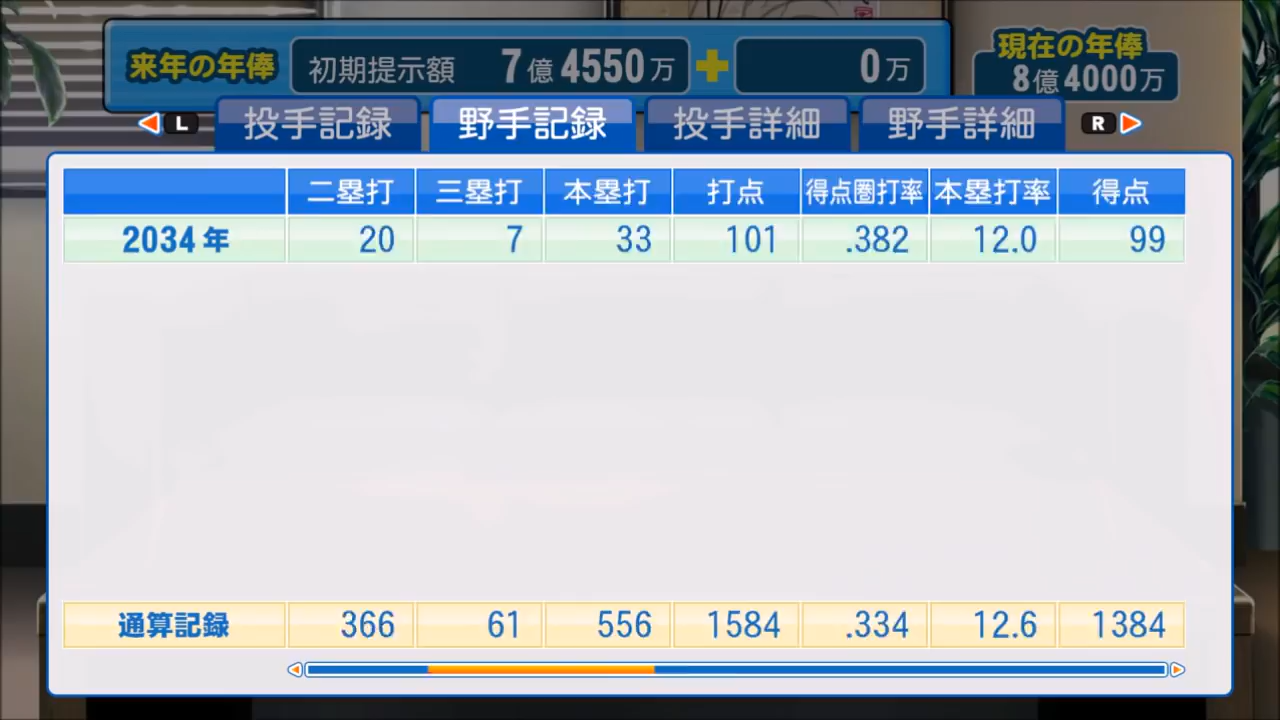 来年の年俸 初期提示額 7億4550万 + 0万
現在の年俸
8億4000万
L 投手記録 野手記録 投手詳細 野手詳細 R
二塁打 三塁打 本塁打 打点 得点圏打率 本塁打率 得点
2034年 20 7 33 101 .382 12.0 99
通算記録 366 61 556 1584 .334 12.6 1384